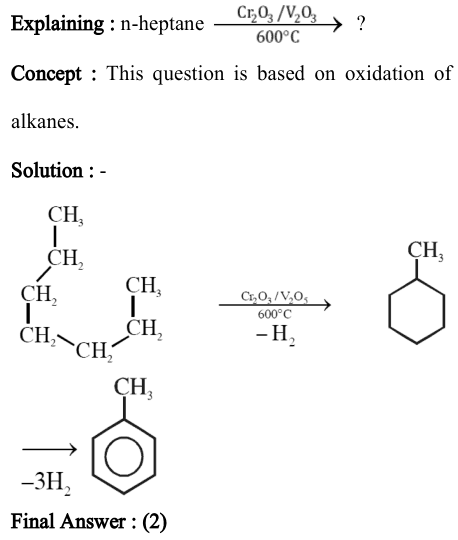 Explaining : n-heptane Cr₂O₃/V₂O₃ ?
600°C
Concept : This question is based on oxidation of
alkanes.
Solution : -
CH₃
CH₂
CH₂
CH₂
CH₂
CH₂
CH₃
Cr₂O₃/V₂O₅
600°C
–H₂
CH₃
–3H₂
CH₃
Final Answer : (2)